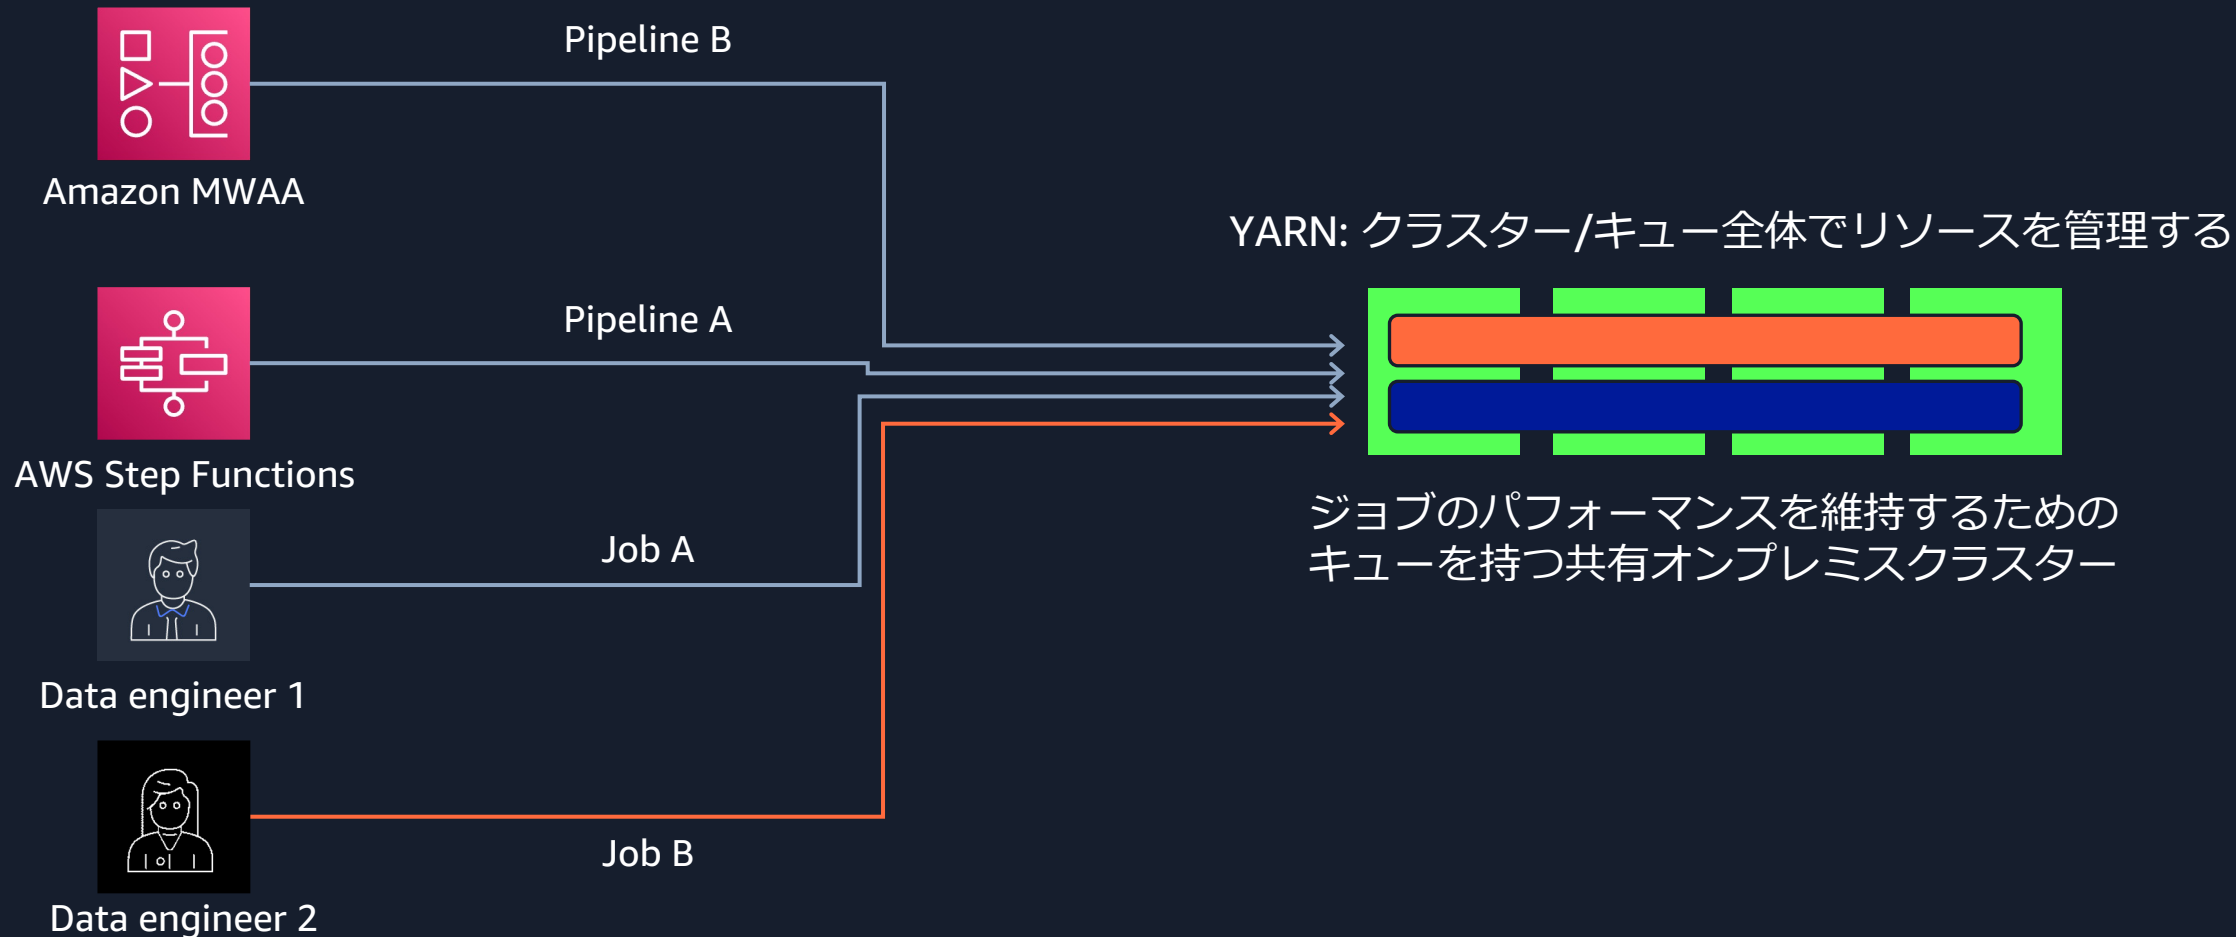 Pipeline B
Amazon MWAA
YARN: クラスター/キュー全体でリソースを管理する
Pipeline A
AWS Step Functions
ジョブのパフォーマンスを維持するための
キューを持つ共有オンプレミスクラスター
Job A
Data engineer 1
Job B
Data engineer 2